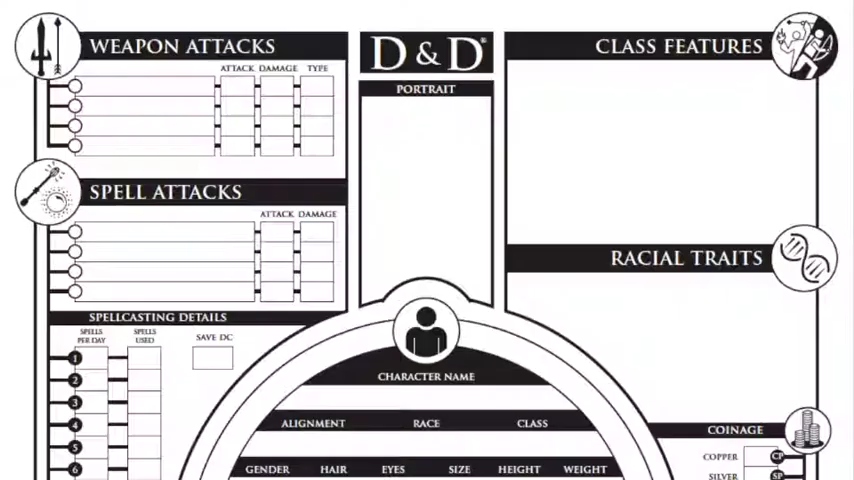 WEAPON ATTACKS
ATTACK DAMAGE TYPE
SPELL ATTACKS
ATTACK DAMAGE
SPELLCASTING DETAILS
SPELLS PER DAY
SPELLS USED
SAVE DC
1
2
3
4
5
6
D&D®
PORTRAIT
CHARACTER NAME
ALIGNMENT RACE CLASS
GENDER HAIR EYES SIZE HEIGHT WEIGHT
CLASS FEATURES
RACIAL TRAITS
COINAGE
COPPER CP
SILVER SP